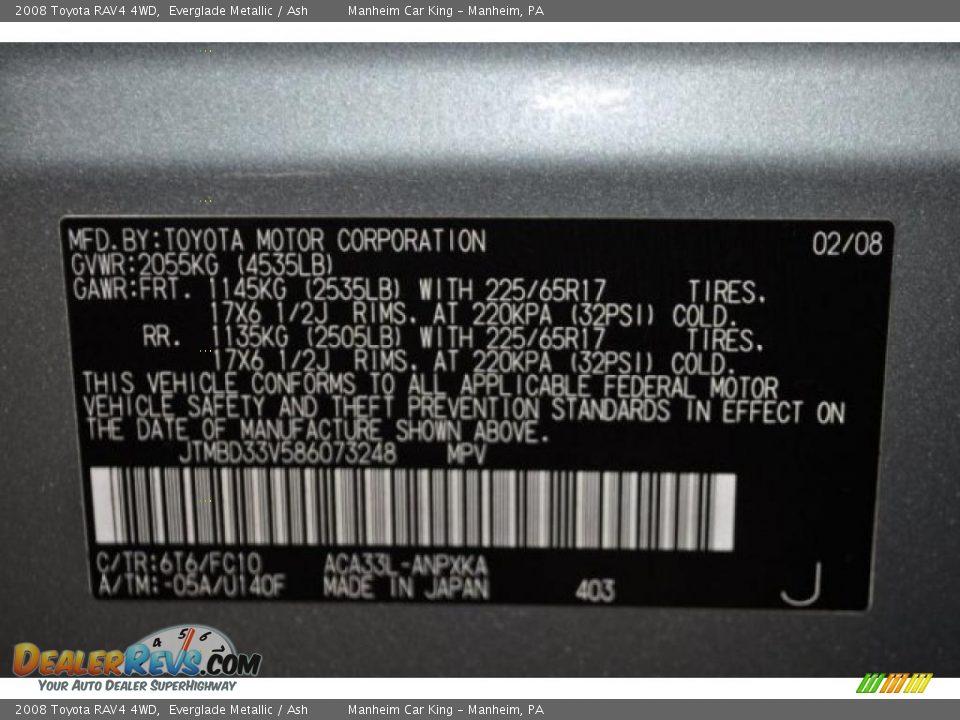 2008 Toyota RAV4 4WD,  Everglade Metallic / Ash        Manheim Car King – Manheim, PA
MFD.BY:TOYOTA MOTOR CORPORATION 02/08
GVWR:2055KG (4535LB)
GAWR:FRT. 1145KG (2535LB) WITH 225/65R17 TIRES.
17X6 1/2J RIMS. AT 220KPA (32PSI) COLD.
RR. 1135KG (2505LB) WITH 225/65R17 TIRES.
17X6 1/2J RIMS. AT 220KPA (32PSI) COLD.
THIS VEHICLE CONFORMS TO ALL APPLICABLE FEDERAL MOTOR
VEHICLE SAFETY AND THEFT PREVENTION STANDARDS IN EFFECT ON
THE DATE OF MANUFACTURE SHOWN ABOVE.
JTMBD33V586073248 MPV
C/TR:6T6/FC10 ACA33L-ANPXKA
A/TM:-05A/U140F MADE IN JAPAN 403 J
4 5 6
DEALERREVS.COM
YOUR AUTO DEALER SUPERHIGHWAY
2008 Toyota RAV4 4WD,  Everglade Metallic / Ash        Manheim Car King – Manheim, PA